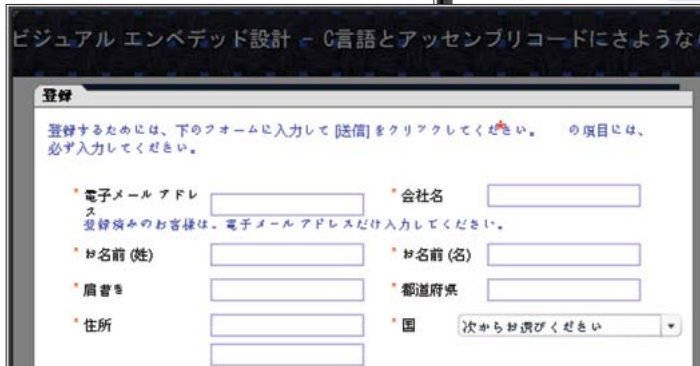 ビジュアル エンベデッド設計 - C言語とアッセンブリコードにさような
登録
登録するためには、下のフォームに入力して [送信] をクリックしてください。 * の項目には、
必ず入力してください。
* 電子メール アドレ
ス
* 会社名
登録済みのお客様は、電子メール アドレスだけ入力してください。
* お名前 (姓) * お名前 (名)
* 肩書き * 都道府県
* 住所 * 国 次からお選びください